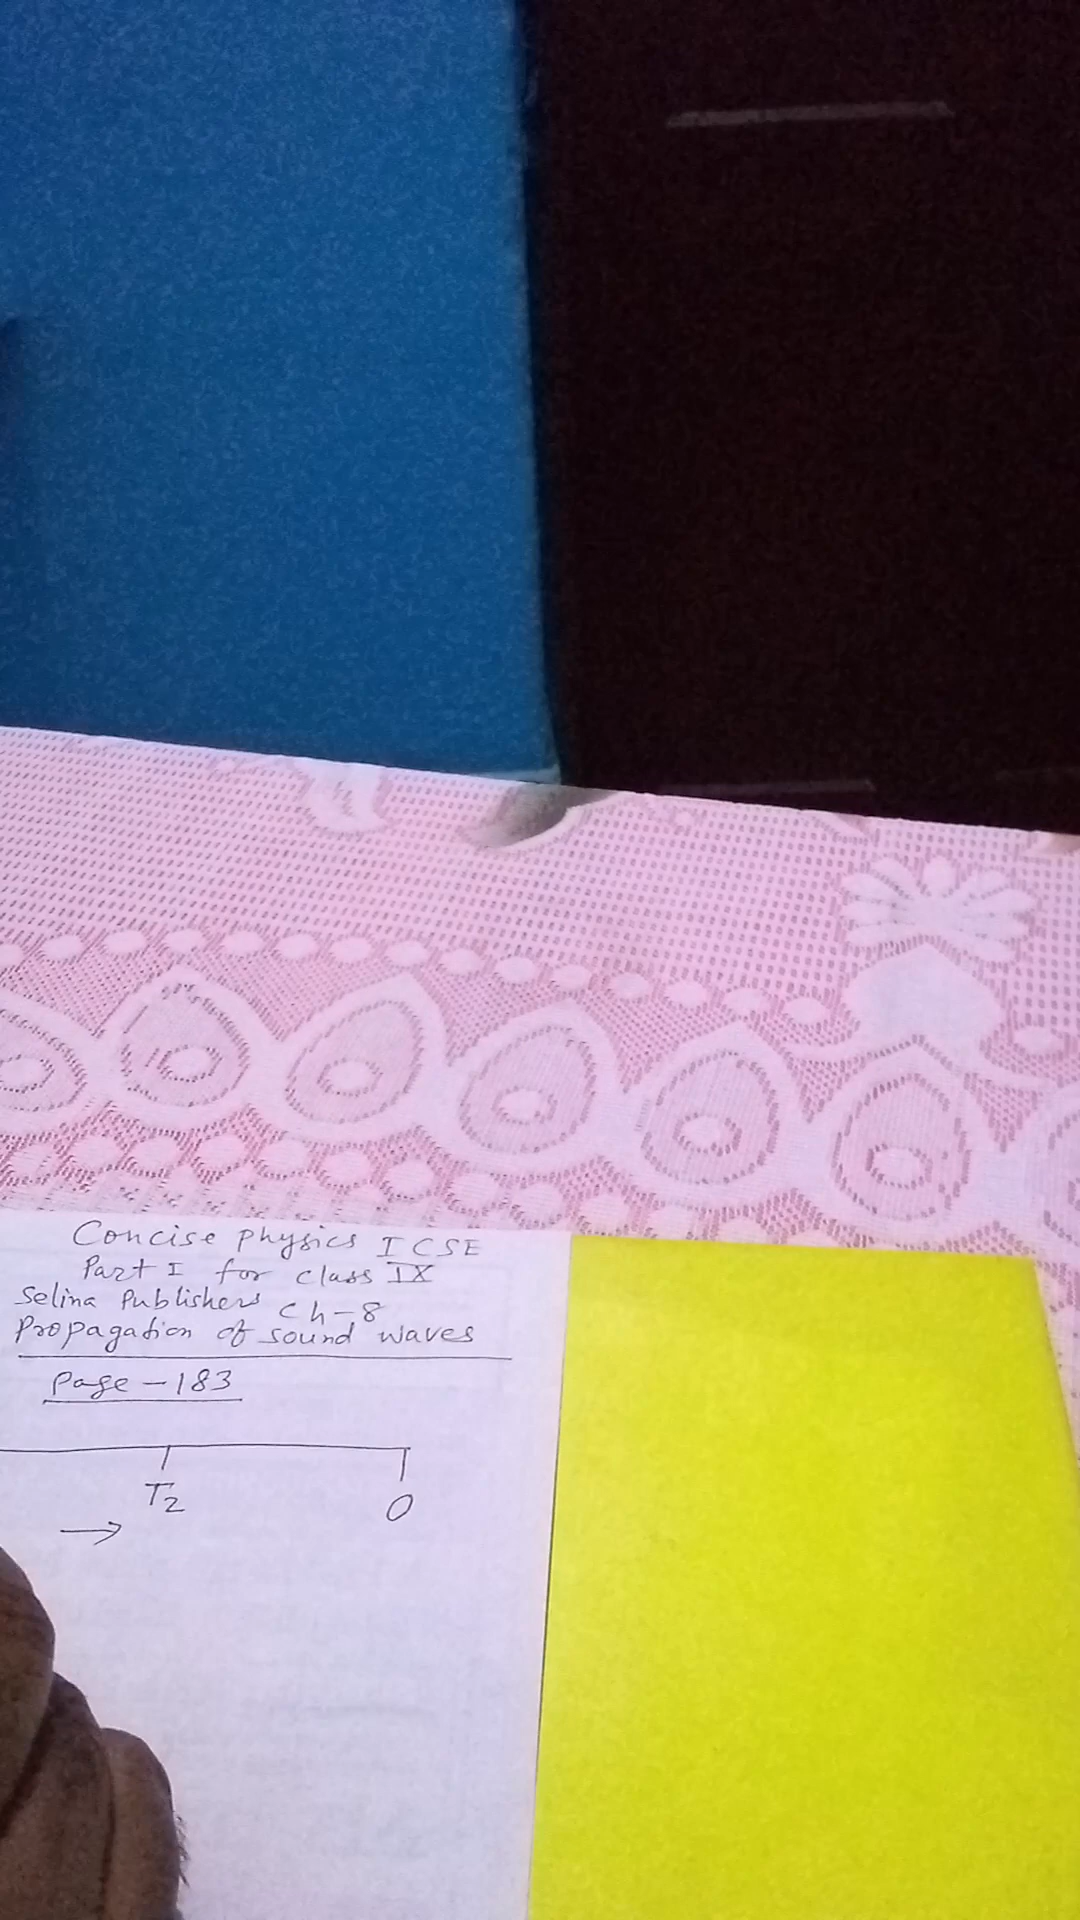 Concise Physics ICSE
Part I for class IX
Selina Publishers Ch-8
Propagation of sound waves
Page - 183
T2 O
→